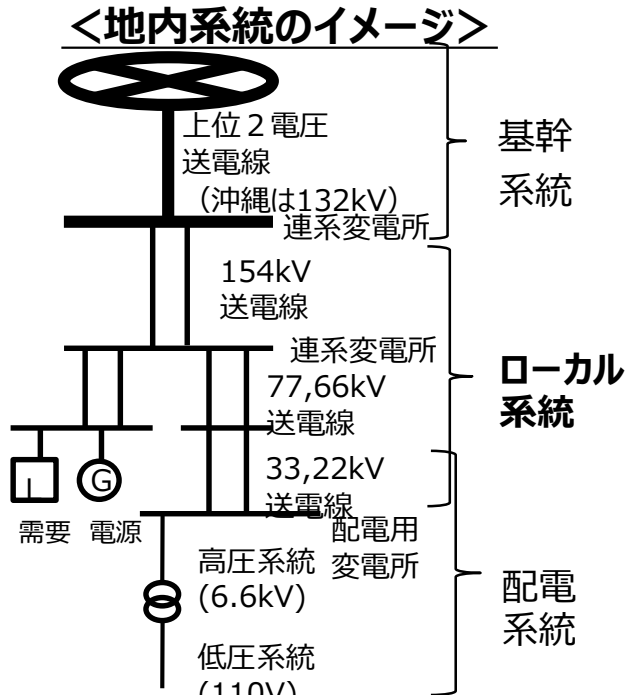 ＜地内系統のイメージ＞
上位２電圧
送電線
（沖縄は132kV）
基幹
系統
連系変電所
154kV
送電線
連系変電所
ローカル
系統
77,66kV
送電線
33,22kV
送電線
L
G
需要
電源
配電用
変電所
高圧系統
(6.6kV)
配電
系統
低圧系統
(110V)